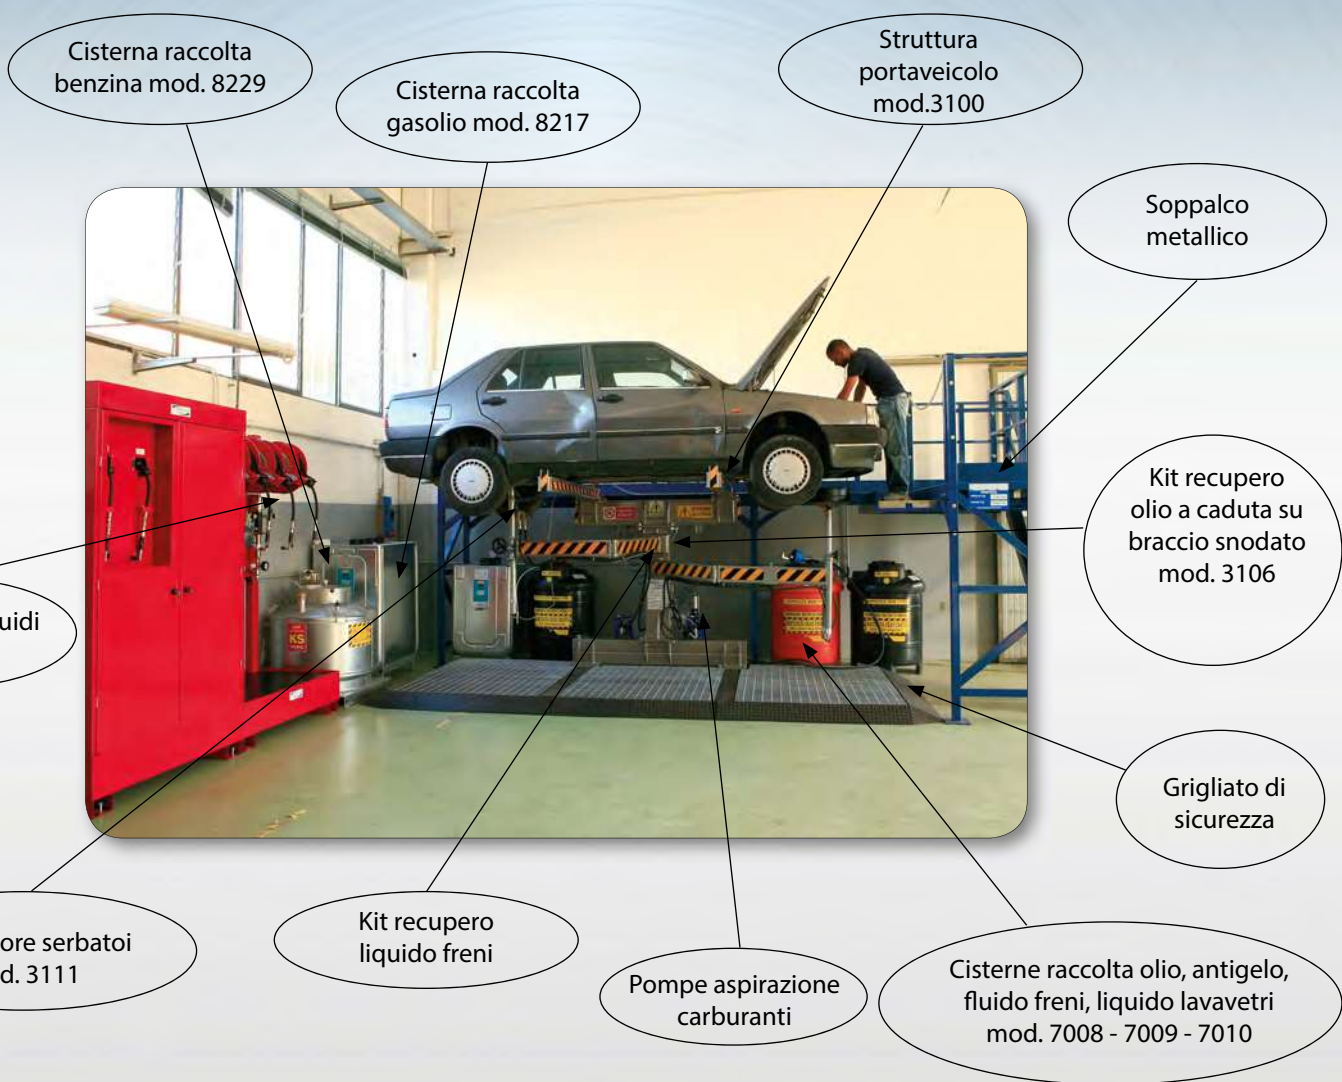 Cisterna raccolta
benzina mod. 8229
Cisterna raccolta
gasolio mod. 8217
Struttura
portaveicolo
mod.3100
Soppalco
metallico
Kit recupero
olio a caduta su
braccio snodato
mod. 3106
uidi
KS
Grigliato di
sicurezza
ore serbatoi
d. 3111
Kit recupero
liquido freni
Pompe aspirazione
carburanti
Cisterne raccolta olio, antigelo,
fluido freni, liquido lavavetri
mod. 7008 - 7009 - 7010